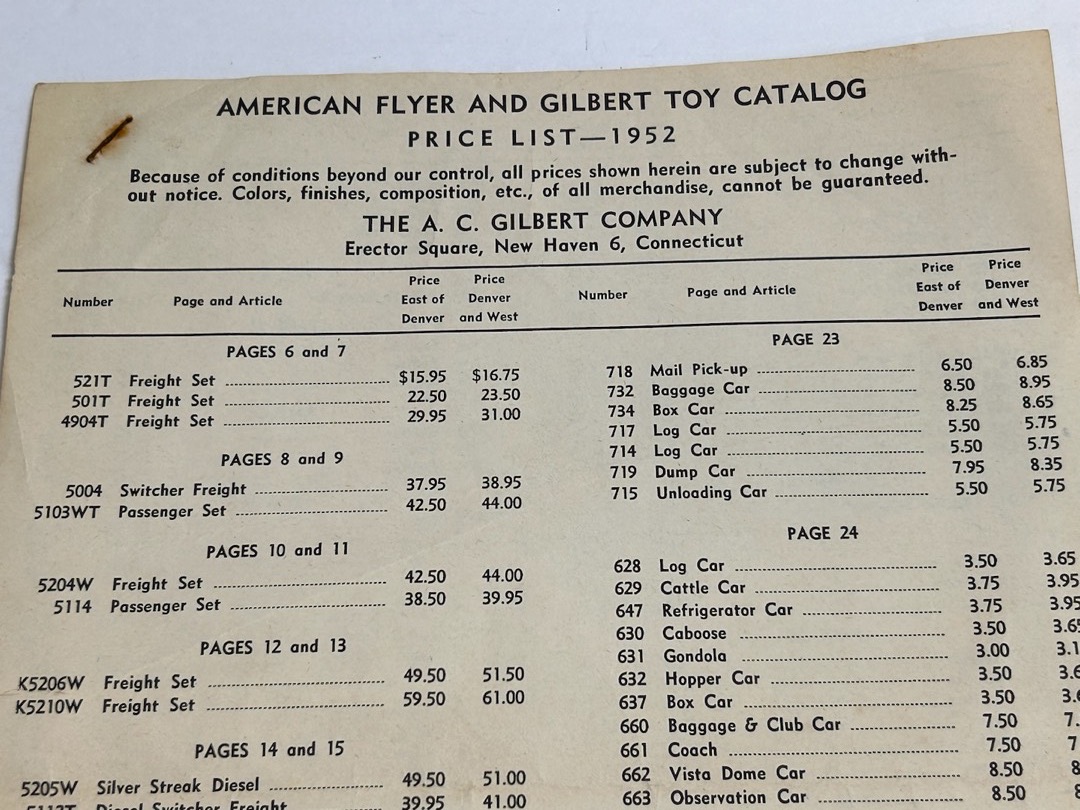 AMERICAN FLYER AND GILBERT TOY CATALOG
PRICE LIST—1952
Because of conditions beyond our control, all prices shown herein are subject to change with-
out notice. Colors, finishes, composition, etc., of all merchandise, cannot be guaranteed.
THE A. C. GILBERT COMPANY
Erector Square, New Haven 6, Connecticut
Number Page and Article Price East of Denver Price Denver and West
PAGES 6 and 7
521T Freight Set $15.95 $16.75
501T Freight Set 22.50 23.50
4904T Freight Set 29.95 31.00
PAGES 8 and 9
5004 Switcher Freight 37.95 38.95
5103WT Passenger Set 42.50 44.00
PAGES 10 and 11
5204W Freight Set 42.50 44.00
5114 Passenger Set 38.50 39.95
PAGES 12 and 13
K5206W Freight Set 49.50 51.50
K5210W Freight Set 59.50 61.00
PAGES 14 and 15
5205W Silver Streak Diesel 49.50 51.00
Diesel Switcher Freight 39.95 41.00
Number Page and Article Price East of Denver Price Denver and West
PAGE 23
718 Mail Pick-up 6.50 6.85
732 Baggage Car 8.50 8.95
734 Box Car 8.25 8.65
717 Log Car 5.50 5.75
714 Log Car 5.50 5.75
719 Dump Car 7.95 8.35
715 Unloading Car 5.50 5.75
PAGE 24
628 Log Car 3.50 3.65
629 Cattle Car 3.75 3.95
647 Refrigerator Car 3.75 3.95
630 Caboose 3.50 3.65
631 Gondola 3.00 3.1
632 Hopper Car 3.50 3.6
637 Box Car 3.50
660 Baggage & Club Car 7.50 7.
661 Coach 7.50 7
662 Vista Dome Car 8.50 8
663 Observation Car 8.50